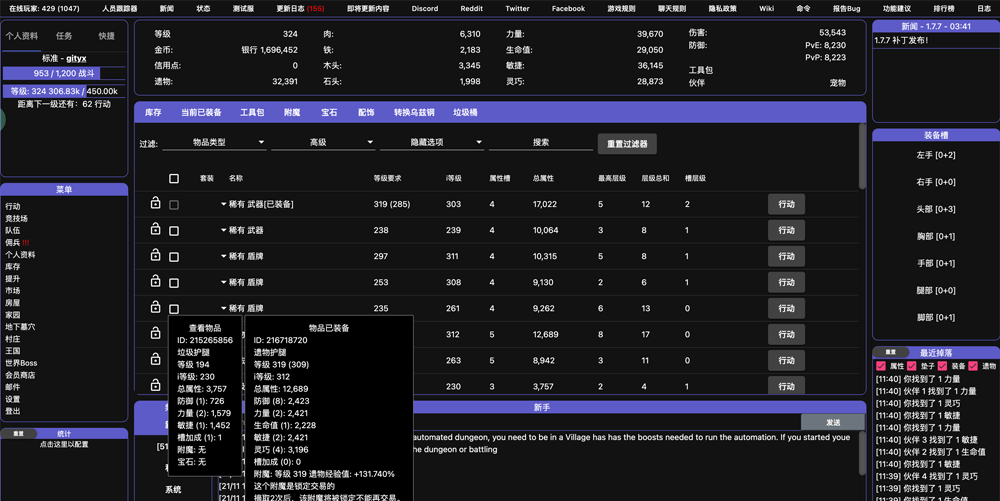 在线玩家: 429 (1047) 人员跟踪器 新闻 状态 测试服 更新日志 (155) 即将更新内容 Discord Reddit Twitter Facebook 游戏规则 聊天规则 隐私政策 Wiki 命令 报告Bug 功能建议 排行榜 日志
个人资料 任务 快捷
标准 - gityx
953 / 1,200 战斗
等级: 324 306.83k / 450.00k
距离下一级还有: 62 行动
等级 324
金币: 银行 1,696,452
信用点: 0
遗物: 32,391
肉: 6,310
铁: 2,183
木头: 3,345
石头: 1,998
力量: 39,670
生命值: 29,050
敏捷: 36,145
灵巧: 28,873
伤害: 53,543
防御: PvE: 8,230
PvP: 8,223
工具包
伙伴 宠物
新闻 - 1.7.7 - 03:41
1.7.7 补丁发布!
菜单
行动
竞技场
队伍
佣兵 !!!
个人资料
库存
提升
市场
房屋
家园
地下墓穴
村庄
王国
世界Boss
会员商店
邮件
设置
登出
重置 统计
点击这里以配置
库存 当前已装备 工具包 附魔 宝石 配饰 转换乌兹钢 垃圾桶
过滤: 物品类型 高级 隐藏选项 搜索 重置过滤器
套装 名称 等级要求 i等级 属性槽 总属性 最高层级 层级总和 槽层级
稀有 武器[已装备] 319 (285) 303 4 17,022 5 12 2 行动
稀有 武器 238 239 4 10,064 3 8 1 行动
稀有 盾牌 297 311 4 10,315 5 8 1 行动
稀有 盾牌 253 308 4 9,130 2 6 1 行动
稀有 盾牌 235 261 4 9,262 6 13 0 行动
312 5 12,689 8 17 0 行动
263 5 8,942 3 11 0 行动
230 3 3,757 2 4 1 行动
查看物品
ID: 215265856
垃圾护腿
等级 194
i等级: 230
总属性: 3,757
防御 (1): 726
力量 (2): 1,579
敏捷 (1): 1,452
槽加成 (1): 1
附魔: 无
宝石: 无
物品已装备
ID: 216718720
遗物护腿
等级 319 (309)
i等级: 312
总属性: 12,689
防御 (8): 2,423
力量 (2): 2,421
生命值 (1): 2,228
敏捷 (2): 2,421
灵巧 (4): 3,196
槽加成 (0): 0
附魔: 等级 319 遗物经验值: +131.740%
这个附魔是锁定交易的
摘取2次后，该附魔将被锁定不能再交易。
新手
发送
automated dungeon, you need to be in a Village has has the boosts needed to run the automation. If you started youe
the dungeon or battling
系统
[21/11
装备槽
左手 [0+2]
右手 [0+0]
头部 [0+3]
胸部 [0+1]
手部 [0+1]
腿部 [0+0]
脚部 [0+1]
重置 最近掉落
属性 垫子 装备 遗物
[11:40] 你找到了 1 力量
[11:40] 伙伴 1 找到了 1 力量
[11:40] 你找到了 1 灵巧
[11:40] 你找到了 1 敏捷
[11:40] 你找到了 1 力量
[11:40] 伙伴 3 找到了 1 敏捷
[11:40] 伙伴 2 找到了 1 生命值
[11:40] 你找到了 1 敏捷
[11:39] 伙伴 4 找到了 1 灵巧
[11:39] 你找到了 1 灵巧
[11:39] 你找到了 1 生命值